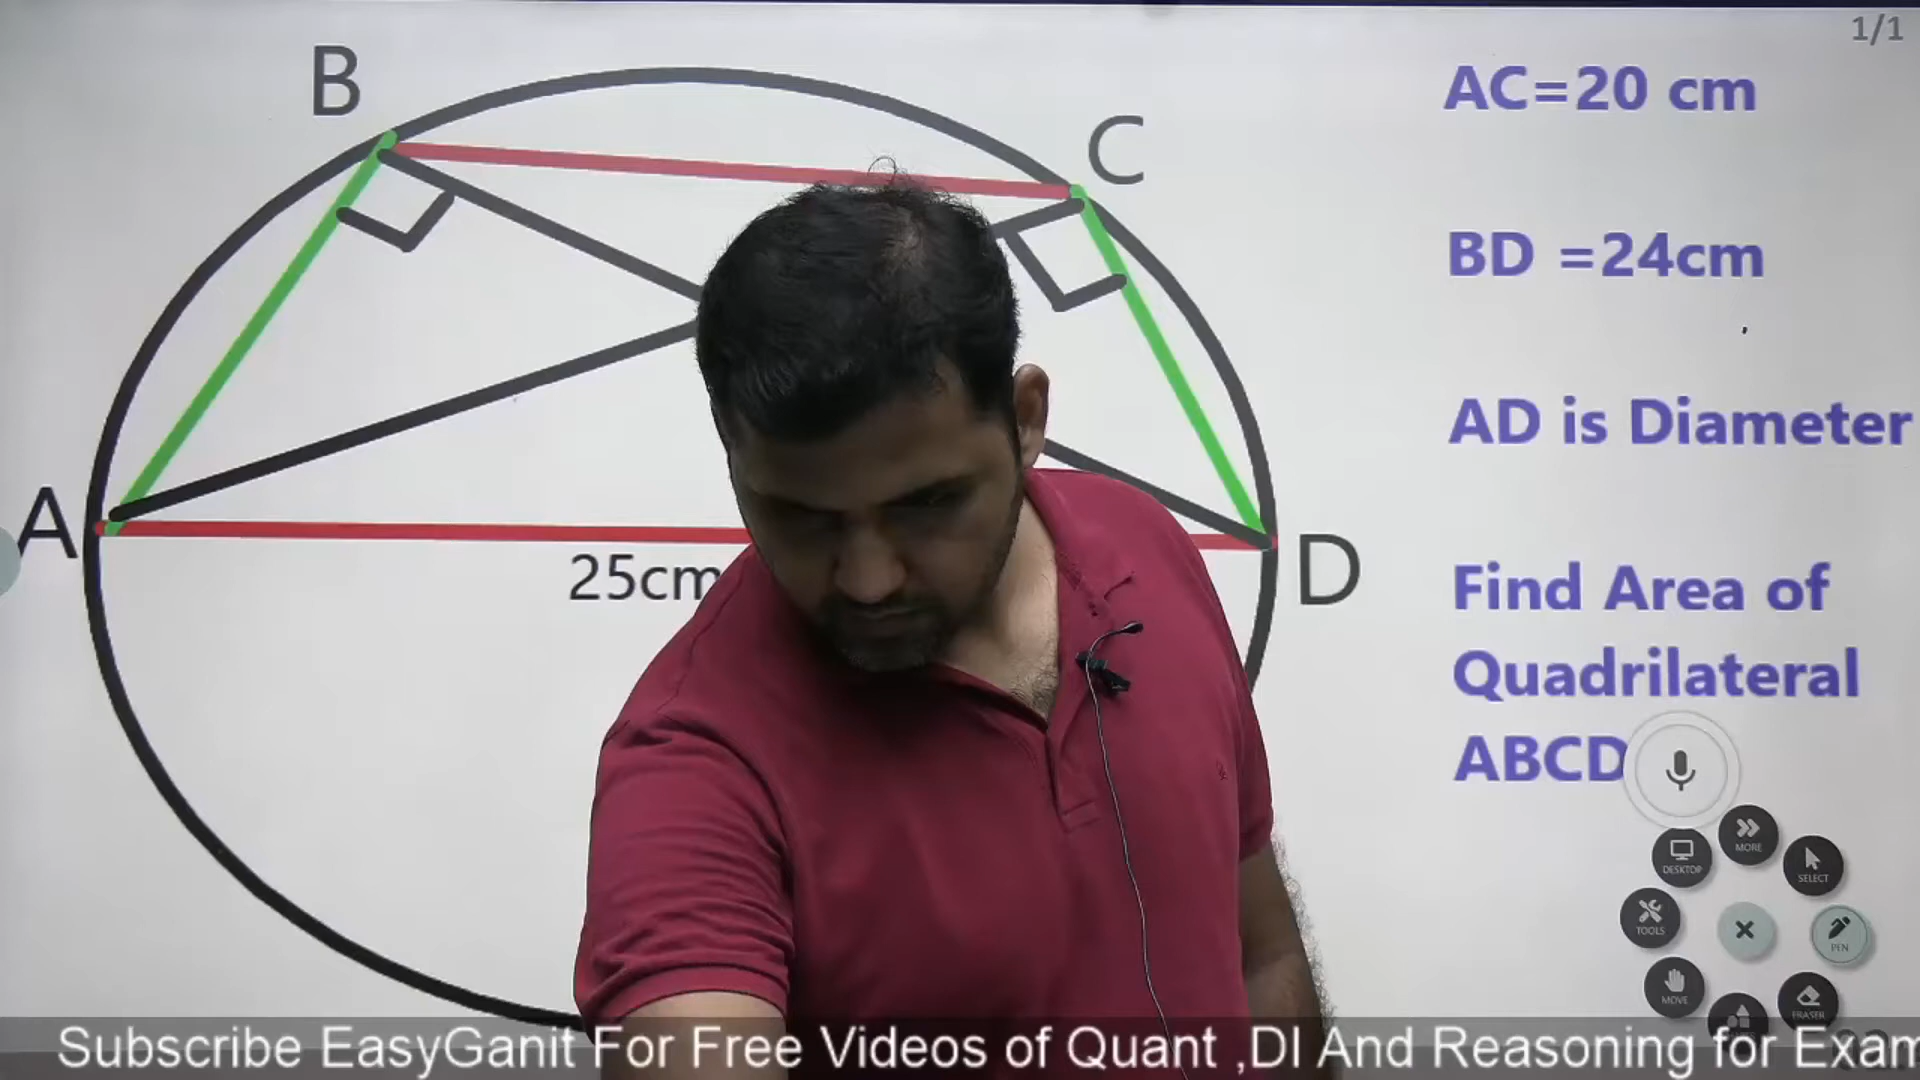 1/1
B
C
A
D
25cm
AC=20 cm
BD =24cm
AD is Diameter
Find Area of
Quadrilateral
ABCD
MORE
DESKTOP
SELECT
TOOLS
PEN
MOVE
ERASER
Subscribe EasyGanit For Free Videos of Quant ,DI And Reasoning for Exam